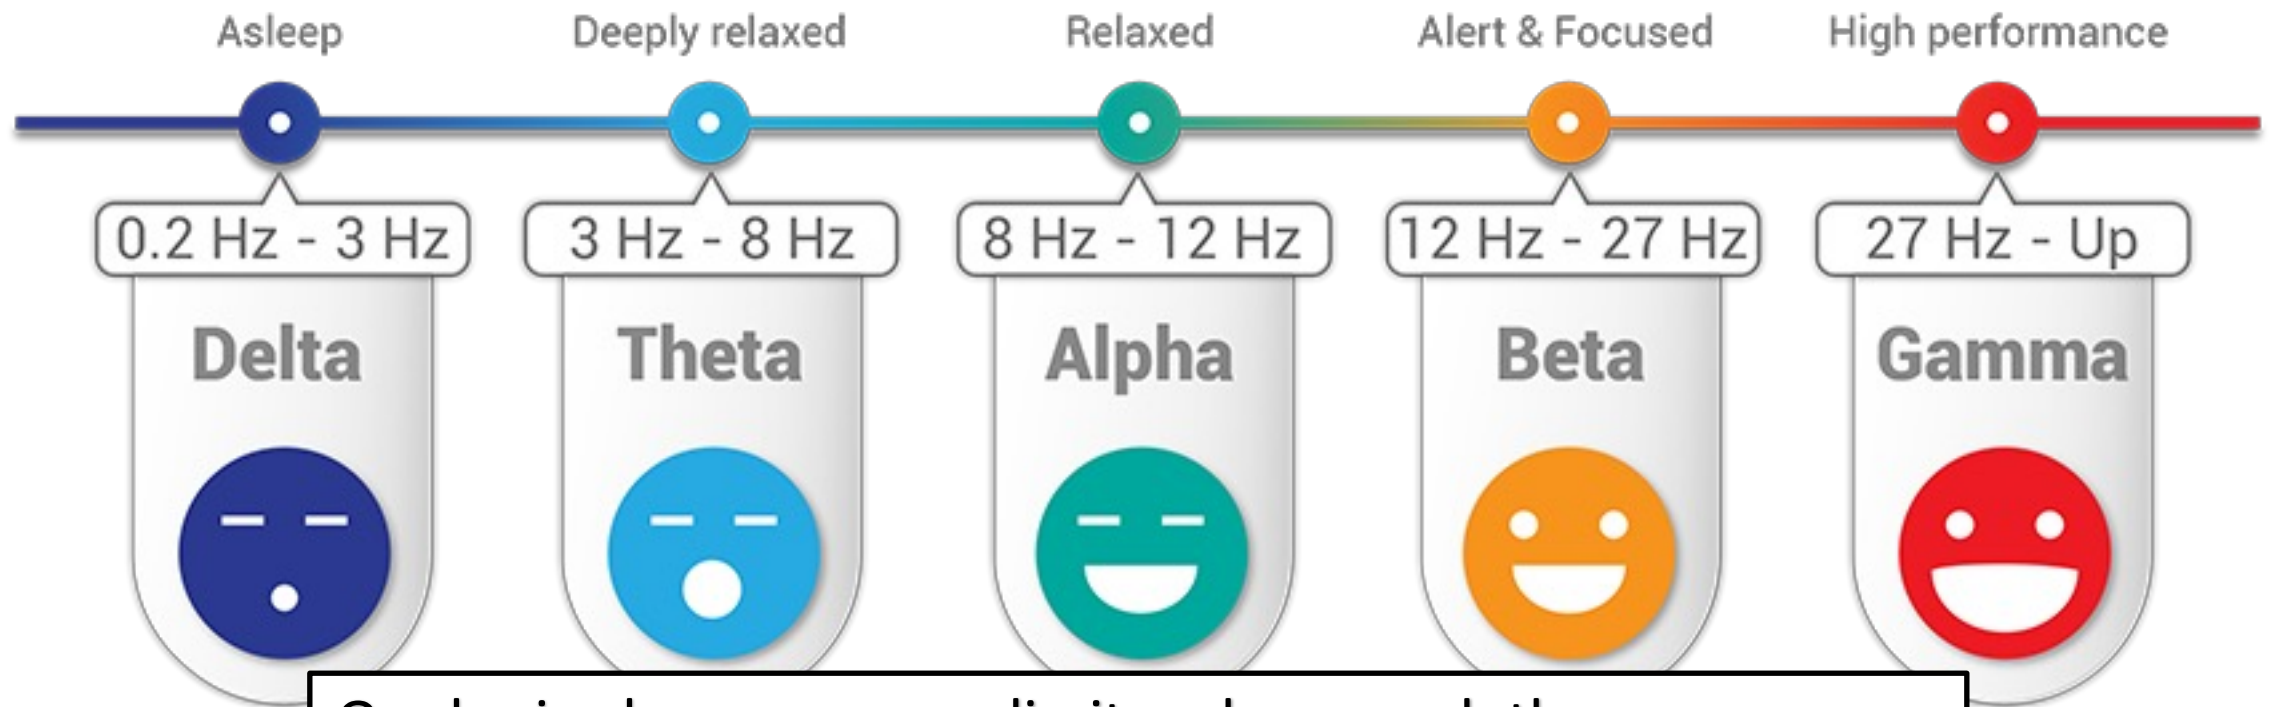 Asleep Deeply relaxed Relaxed Alert & Focused High performance
0.2 Hz - 3 Hz 3 Hz - 8 Hz 8 Hz - 12 Hz 12 Hz - 27 Hz 27 Hz - Up
Delta Theta Alpha Beta Gamma